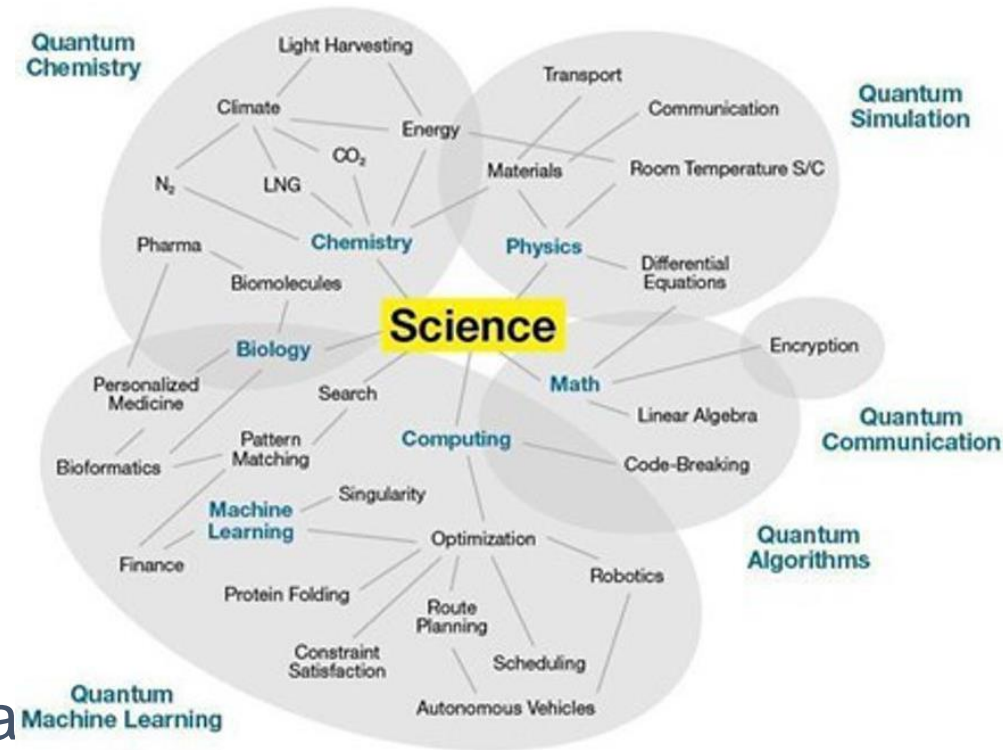 Quantum
Chemistry
Light Harvesting
Climate
Energy
CO₂
N₂
LNG
Chemistry
Pharma
Biomolecules
Transport
Communication
Materials
Room Temperature S/C
Physics
Differential
Equations
Quantum
Simulation
Science
Biology
Personalized
Medicine
Search
Bioformatics
Pattern
Matching
Computing
Math
Encryption
Linear Algebra
Code-Breaking
Quantum
Communication
Quantum
Algorithms
Machine
Learning
Singularity
Finance
Optimization
Robotics
Protein Folding
Route
Planning
Constraint
Satisfaction
Scheduling
Autonomous Vehicles
Quantum
Machine Learning
a